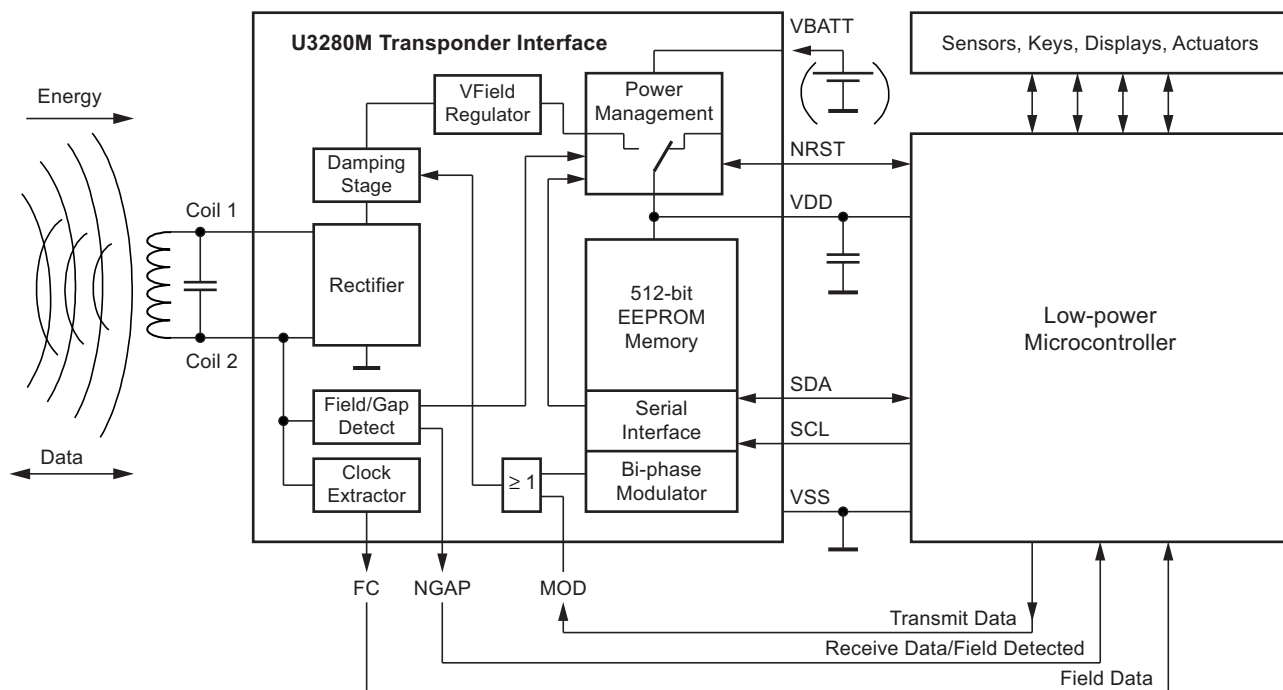 U3280M Transponder Interface
VBATT
Sensors, Keys, Displays, Actuators
Energy
VField
Regulator
Power
Management
Damping
Stage
NRST
Coil 1
VDD
Rectifier
512-bit
EEPROM
Memory
Low-power
Microcontroller
Coil 2
Field/Gap
Detect
SDA
Serial
Interface
SCL
Data
Clock
Extractor
≥ 1
Bi-phase
Modulator
VSS
FC
NGAP
MOD
Transmit Data
Receive Data/Field Detected
Field Data